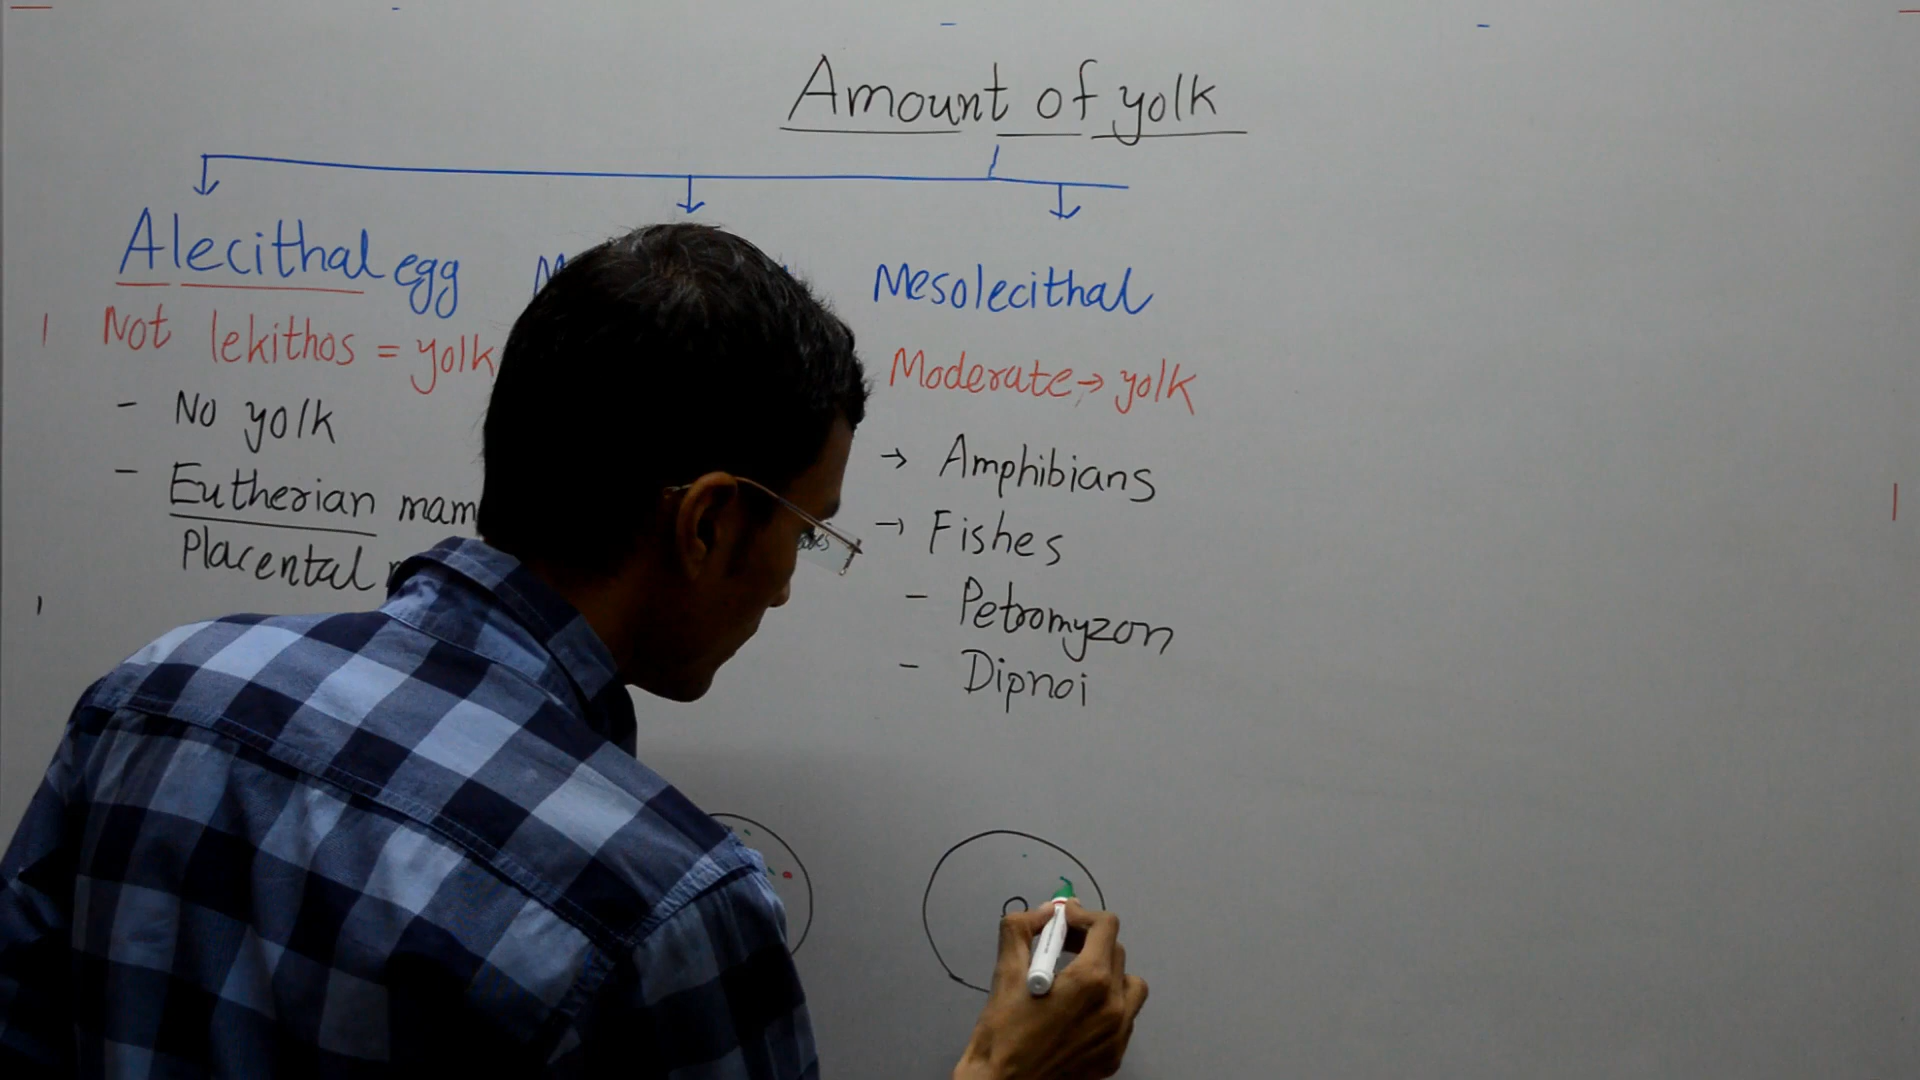 Amount of yolk
Alecithal egg
Mesolecithal
Not lekithos = yolk
Moderate → yolk
- No yolk
→ Amphibians
- Eutherian mam
→ Fishes
Placental
- Petromyzon
- Dipnoi